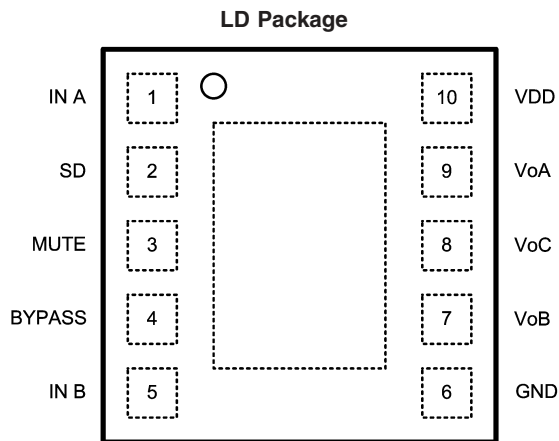 LD Package
IN A 1 10 VDD
SD 2 9 VoA
MUTE 3 8 VoC
BYPASS 4 7 VoB
IN B 5 6 GND